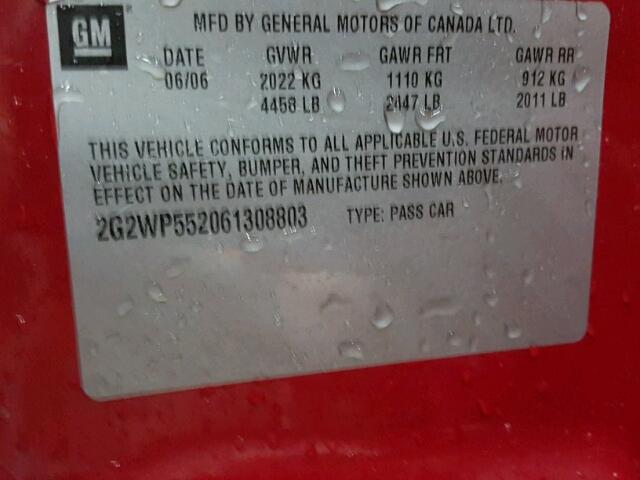 GM
MFD BY GENERAL MOTORS OF CANADA LTD.
DATE GVWR GAWR FRT GAWR RR
06/06 2022 KG 1110 KG 912 KG
4458 LB 2447 LB 2011 LB
THIS VEHICLE CONFORMS TO ALL APPLICABLE U.S. FEDERAL MOTOR
VEHICLE SAFETY, BUMPER, AND THEFT PREVENTION STANDARDS IN
EFFECT ON THE DATE OF MANUFACTURE SHOWN ABOVE.
2G2WP552061308803 TYPE: PASS CAR